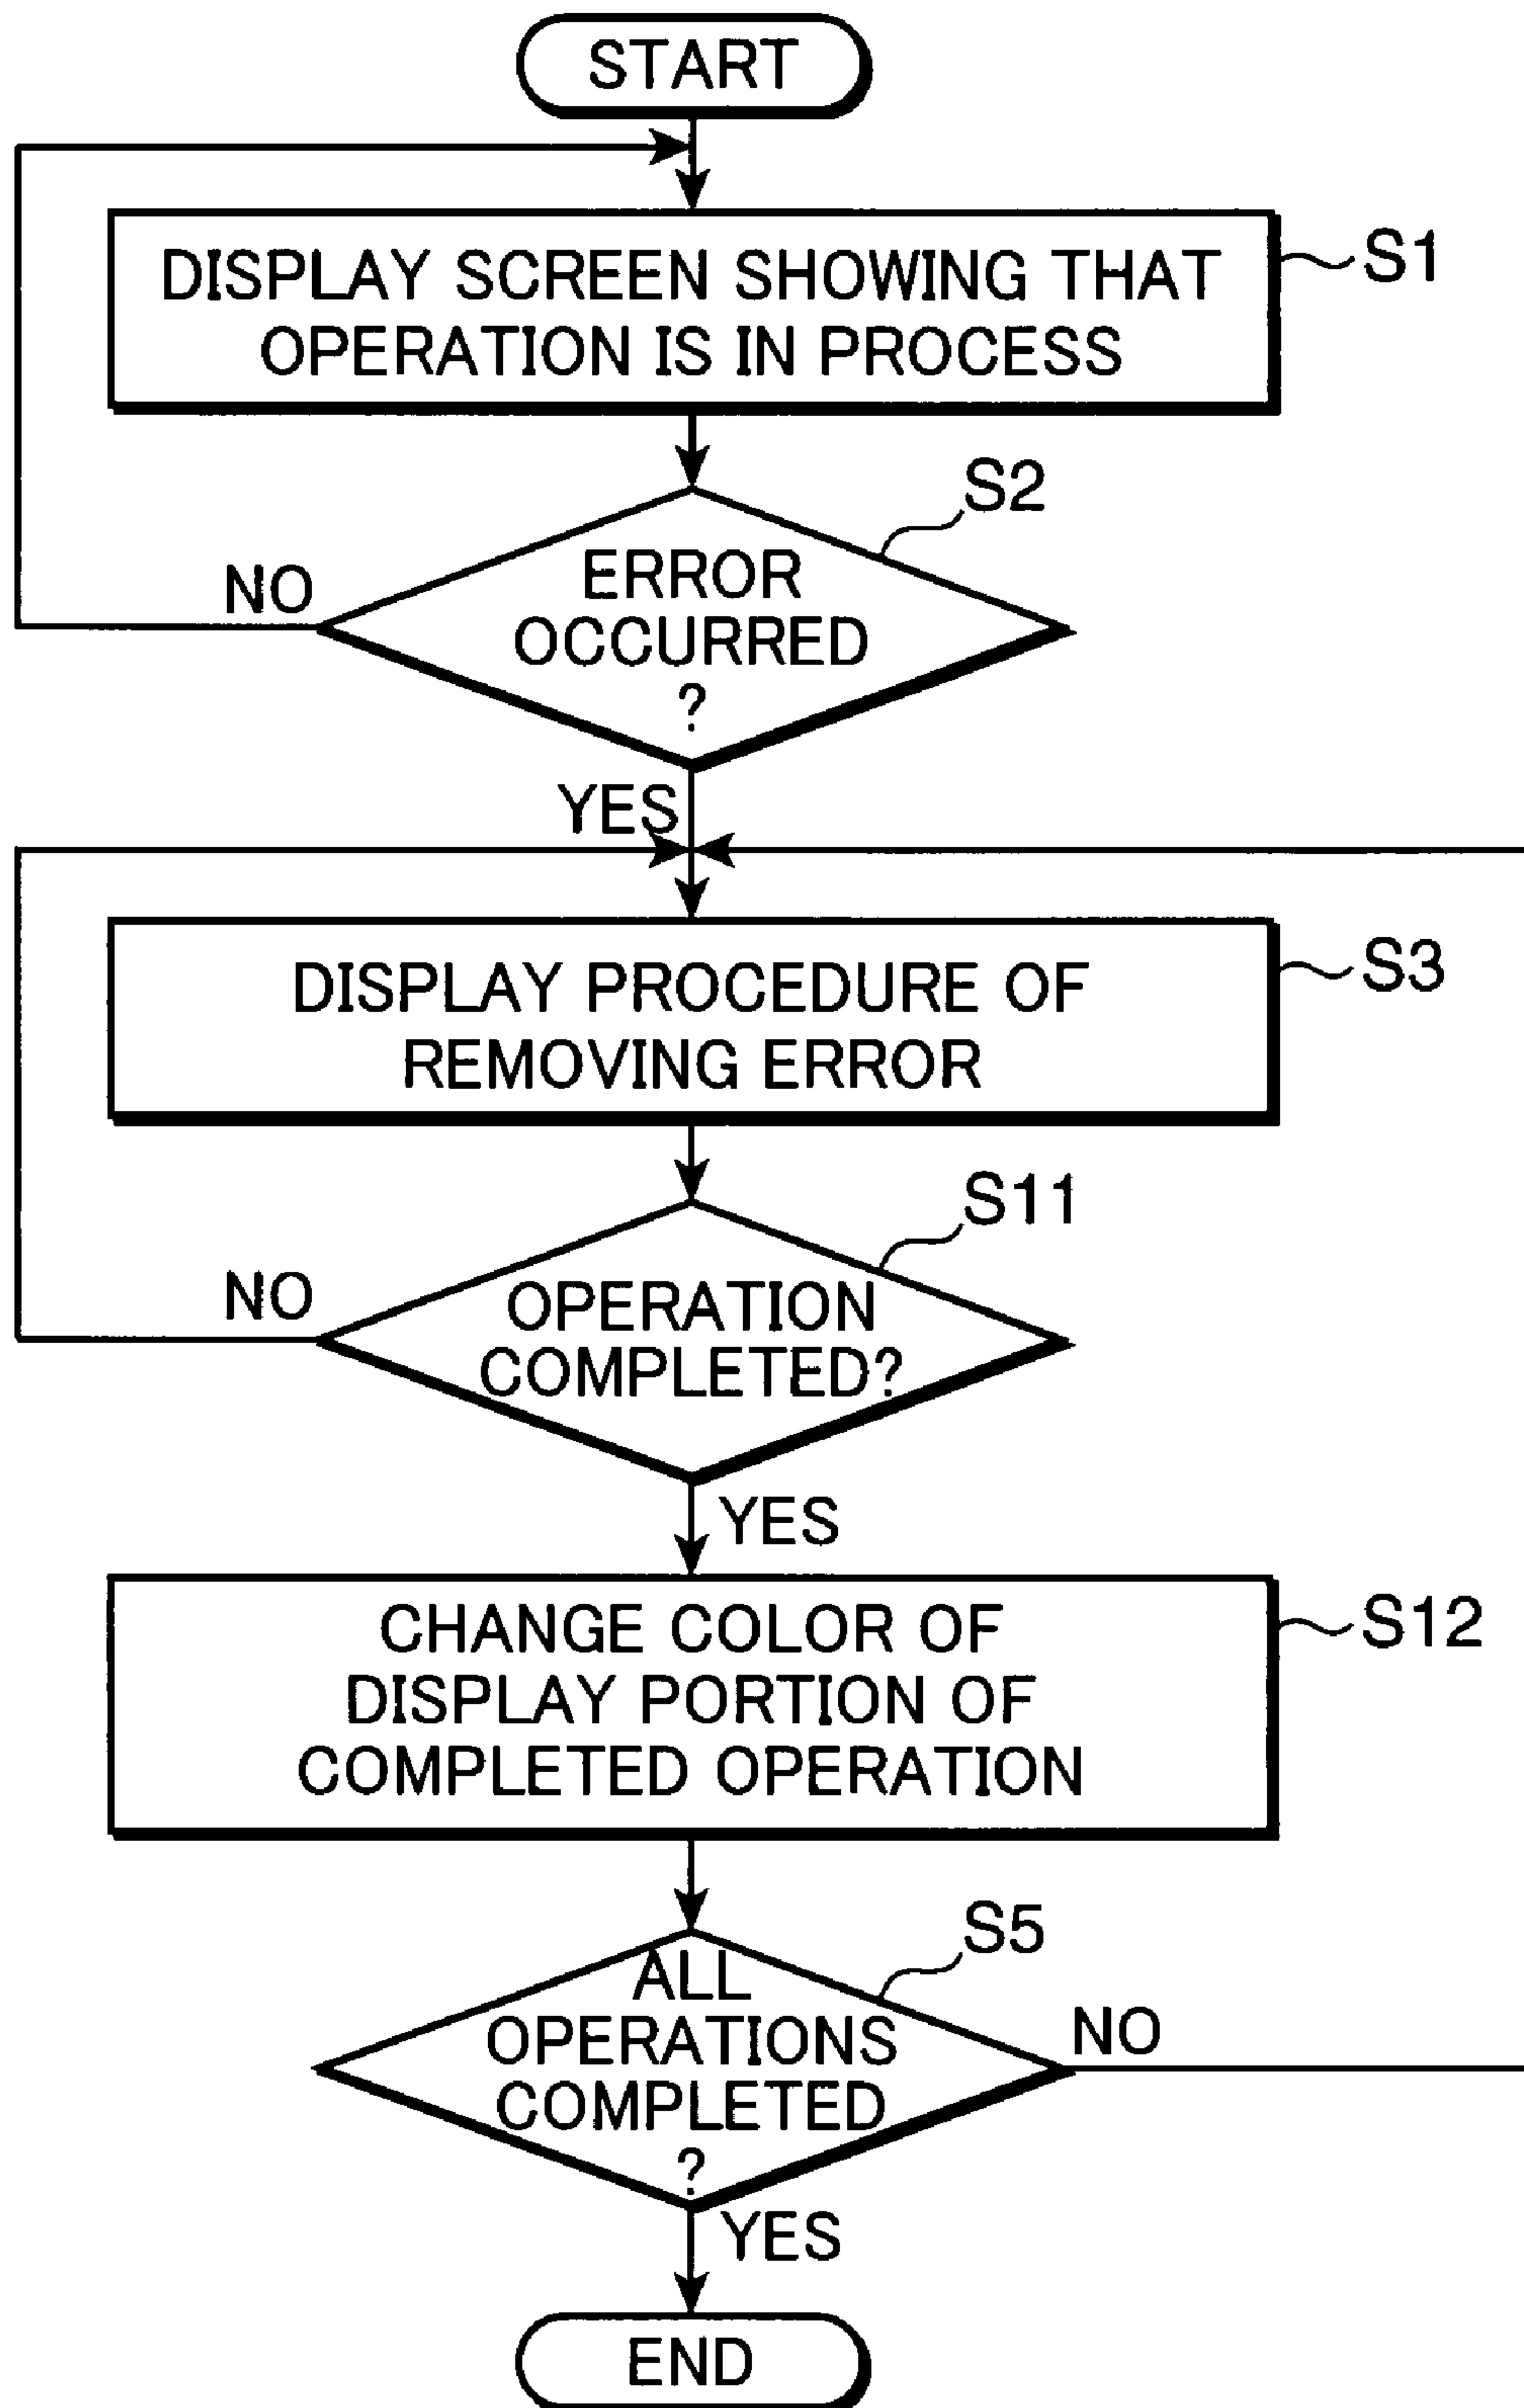 START
DISPLAY SCREEN SHOWING THAT
OPERATION IS IN PROCESS
S1
S2
ERROR
OCCURRED
?
NO
YES
DISPLAY PROCEDURE OF
REMOVING ERROR
S3
S11
OPERATION
COMPLETED?
NO
YES
CHANGE COLOR OF
DISPLAY PORTION OF
COMPLETED OPERATION
S12
S5
ALL
OPERATIONS
COMPLETED
?
NO
YES
END